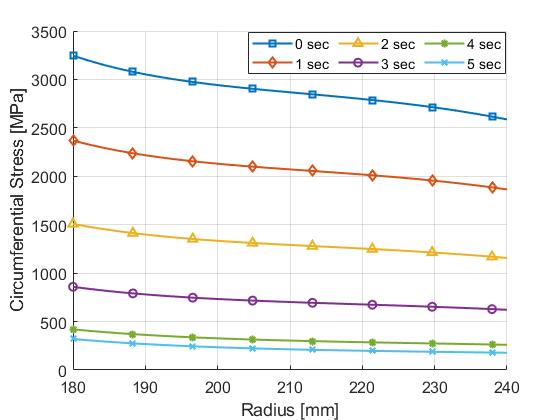 3500
3000
2500
2000
1500
1000
500
0
0 sec 2 sec 4 sec
1 sec 3 sec 5 sec
180 190 200 210 220 230 240
Radius [mm]
Circumferential Stress [MPa]